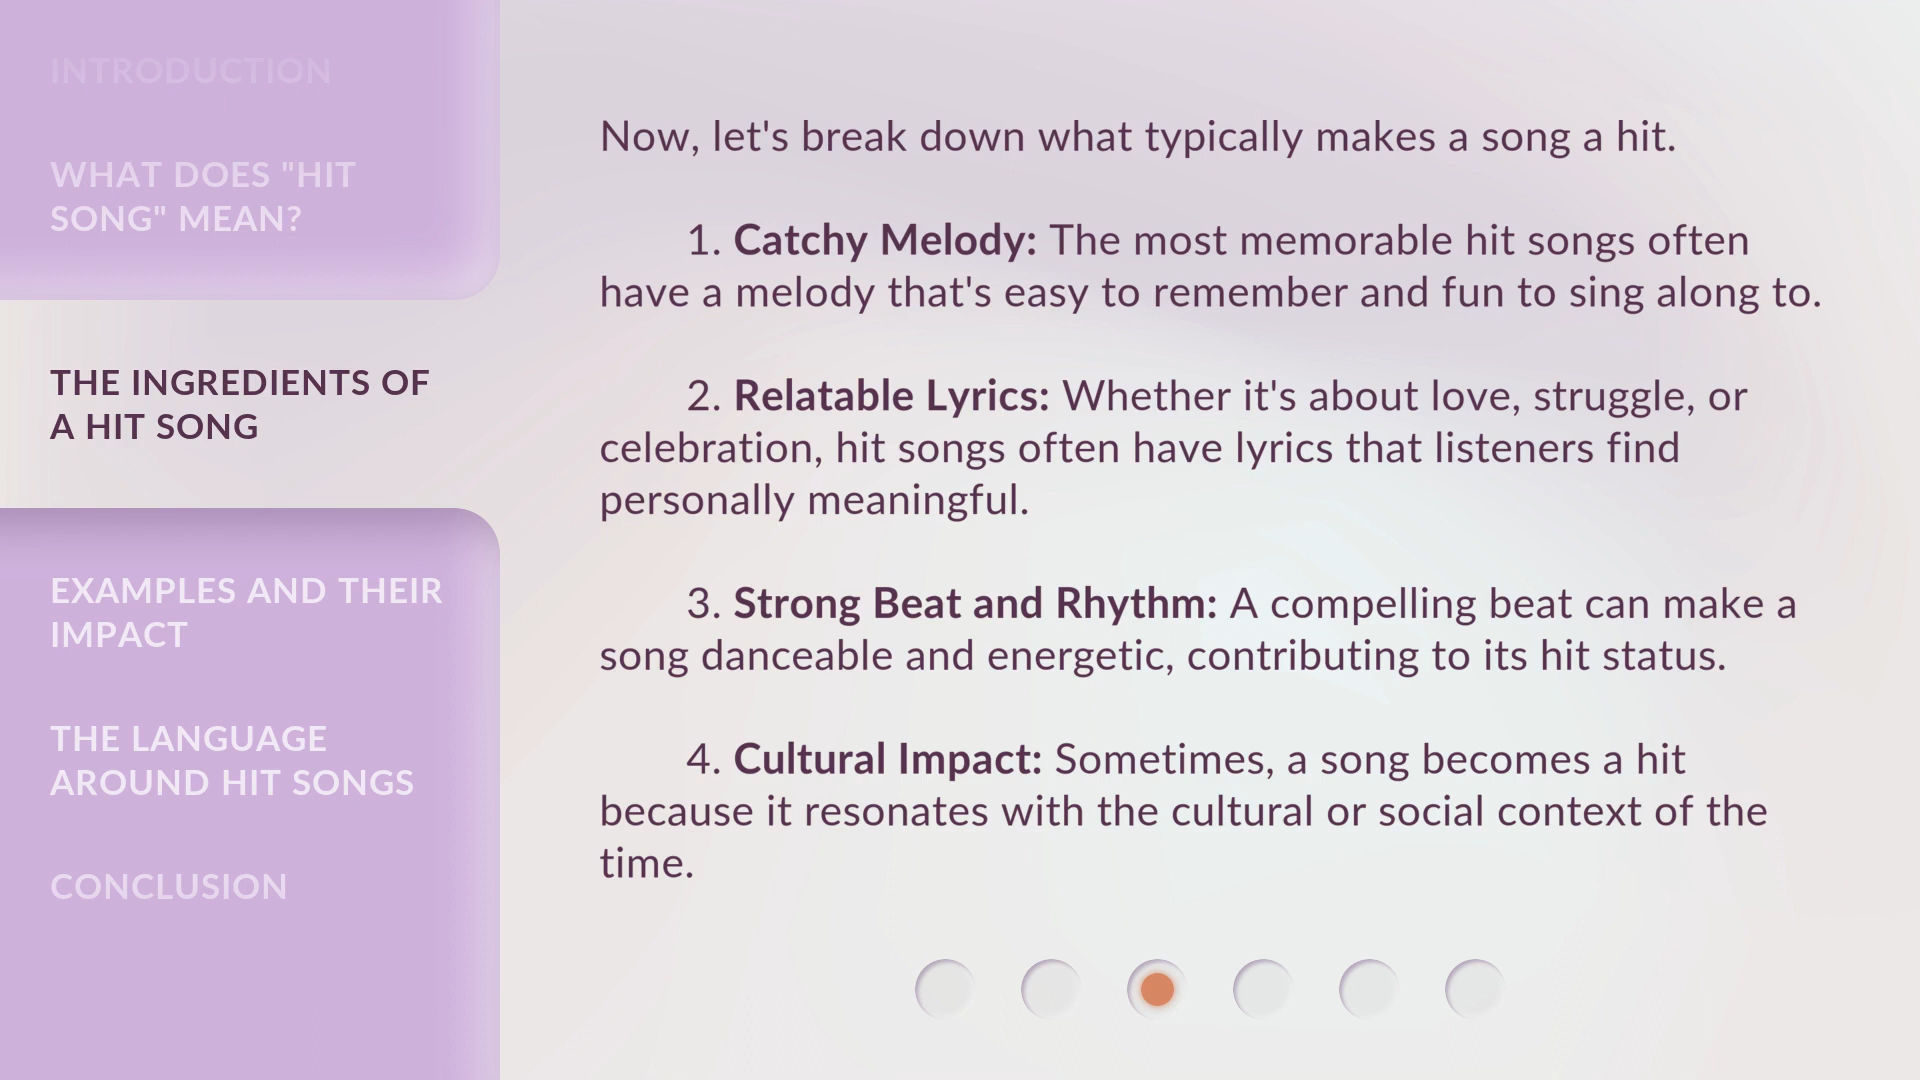 INTRODUCTION
WHAT DOES "HIT
SONG" MEAN?
THE INGREDIENTS OF
A HIT SONG
EXAMPLES AND THEIR
IMPACT
THE LANGUAGE
AROUND HIT SONGS
CONCLUSION
Now, let's break down what typically makes a song a hit.
1. Catchy Melody: The most memorable hit songs often
have a melody that's easy to remember and fun to sing along to.
2. Relatable Lyrics: Whether it's about love, struggle, or
celebration, hit songs often have lyrics that listeners find
personally meaningful.
3. Strong Beat and Rhythm: A compelling beat can make a
song danceable and energetic, contributing to its hit status.
4. Cultural Impact: Sometimes, a song becomes a hit
because it resonates with the cultural or social context of the
time.